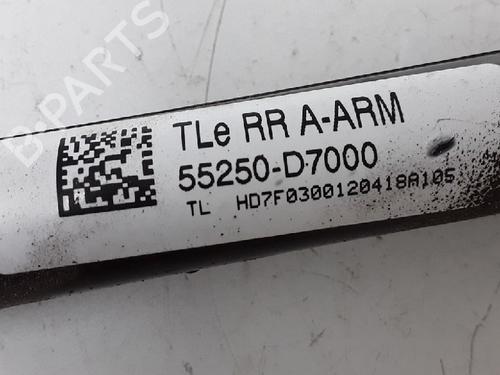 B-PARTS
TLe RR A-ARM
55250-D7000
TL HD7F0300120418A105